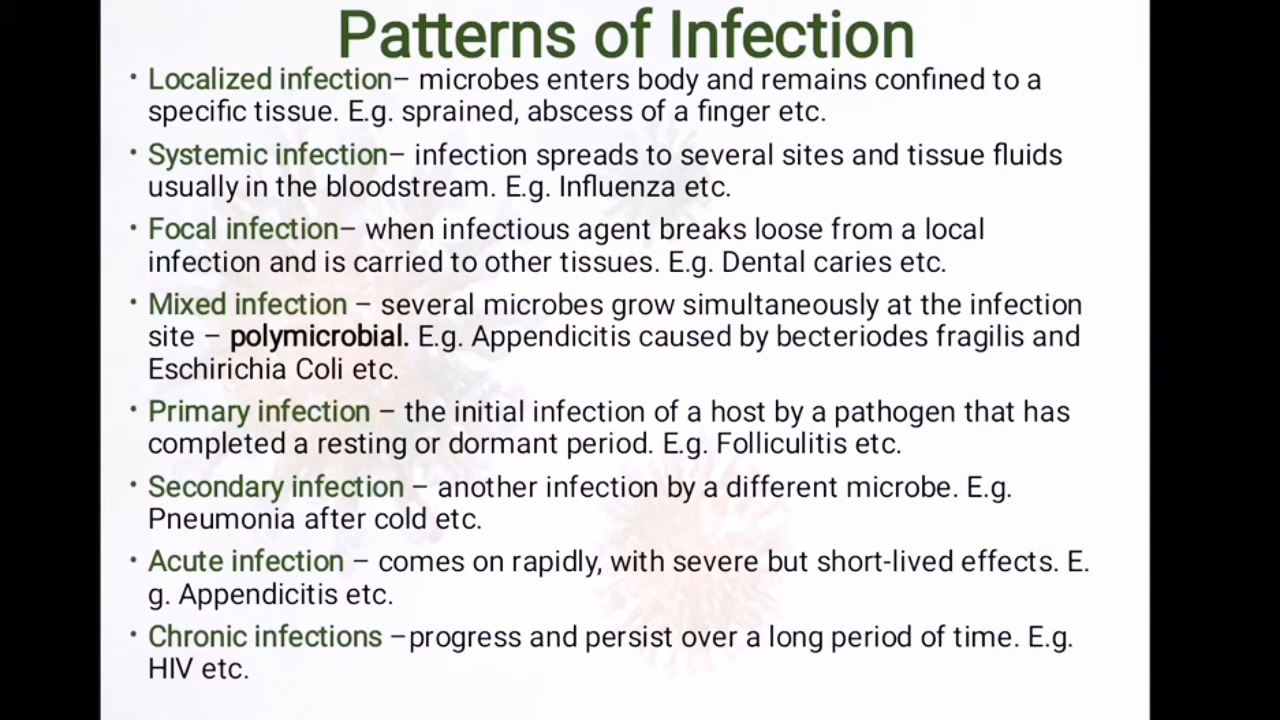 Patterns of Infection
• Localized infection– microbes enters body and remains confined to a
specific tissue. E.g. sprained, abscess of a finger etc.
• Systemic infection– infection spreads to several sites and tissue fluids
usually in the bloodstream. E.g. Influenza etc.
• Focal infection– when infectious agent breaks loose from a local
infection and is carried to other tissues. E.g. Dental caries etc.
• Mixed infection – several microbes grow simultaneously at the infection
site – polymicrobial. E.g. Appendicitis caused by becteriodes fragilis and
Eschirichia Coli etc.
• Primary infection – the initial infection of a host by a pathogen that has
completed a resting or dormant period. E.g. Folliculitis etc.
• Secondary infection – another infection by a different microbe. E.g.
Pneumonia after cold etc.
• Acute infection – comes on rapidly, with severe but short-lived effects. E.
g. Appendicitis etc.
• Chronic infections –progress and persist over a long period of time. E.g.
HIV etc.